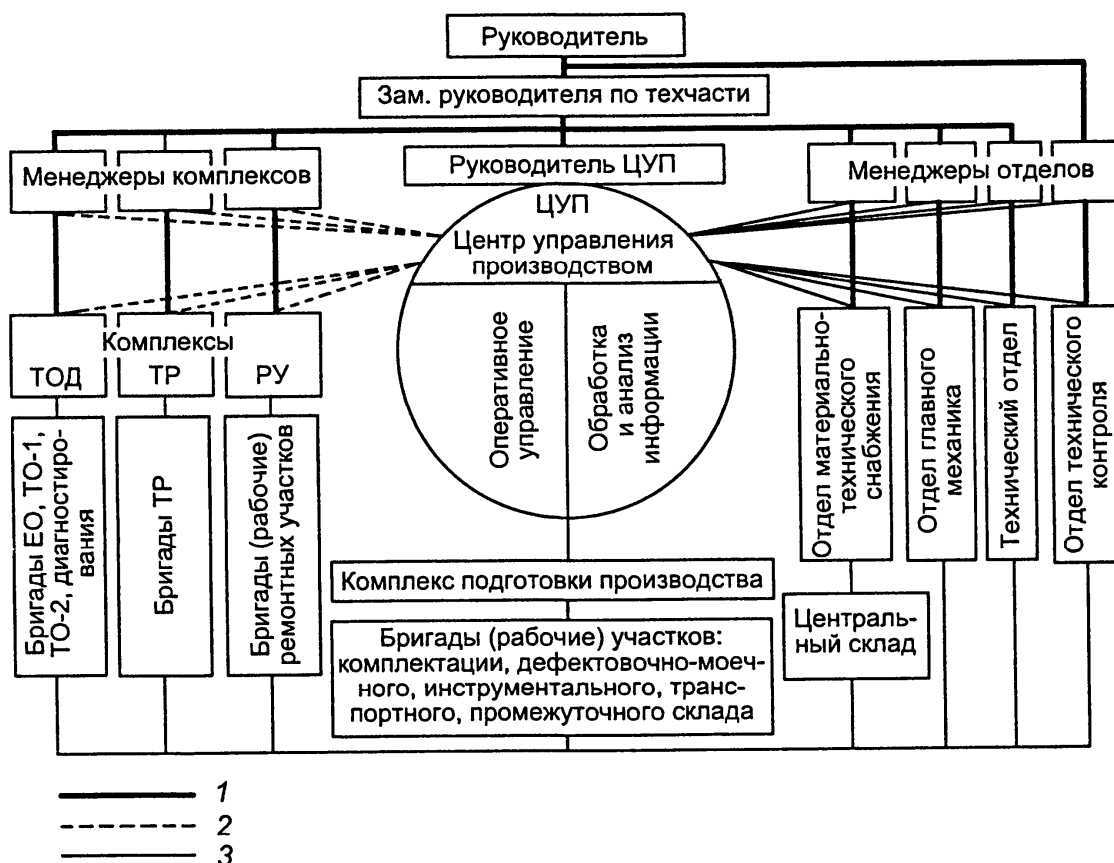 Руководитель
Зам. руководителя по техчасти
Менеджеры комплексов
Руководитель ЦУП
Менеджеры отделов
ЦУП
Центр управления
производством
Оперативное
управление
Обработка
и анализ
информации
Комплексы
ТОД
ТР
РУ
Бригады ЕО, ТО-1,
ТО-2, диагностиро-
вания
Бригады ТР
Бригады (рабочие)
ремонтных участков
Отдел материально-
технического
снабжения
Отдел главного
механика
Технический отдел
Отдел технического
контроля
Комплекс подготовки производства
Бригады (рабочие) участков:
комплектации, дефектовочно-моеч-
ного, инструментального, транс-
портного, промежуточного склада
Централь-
ный склад
1
2
3